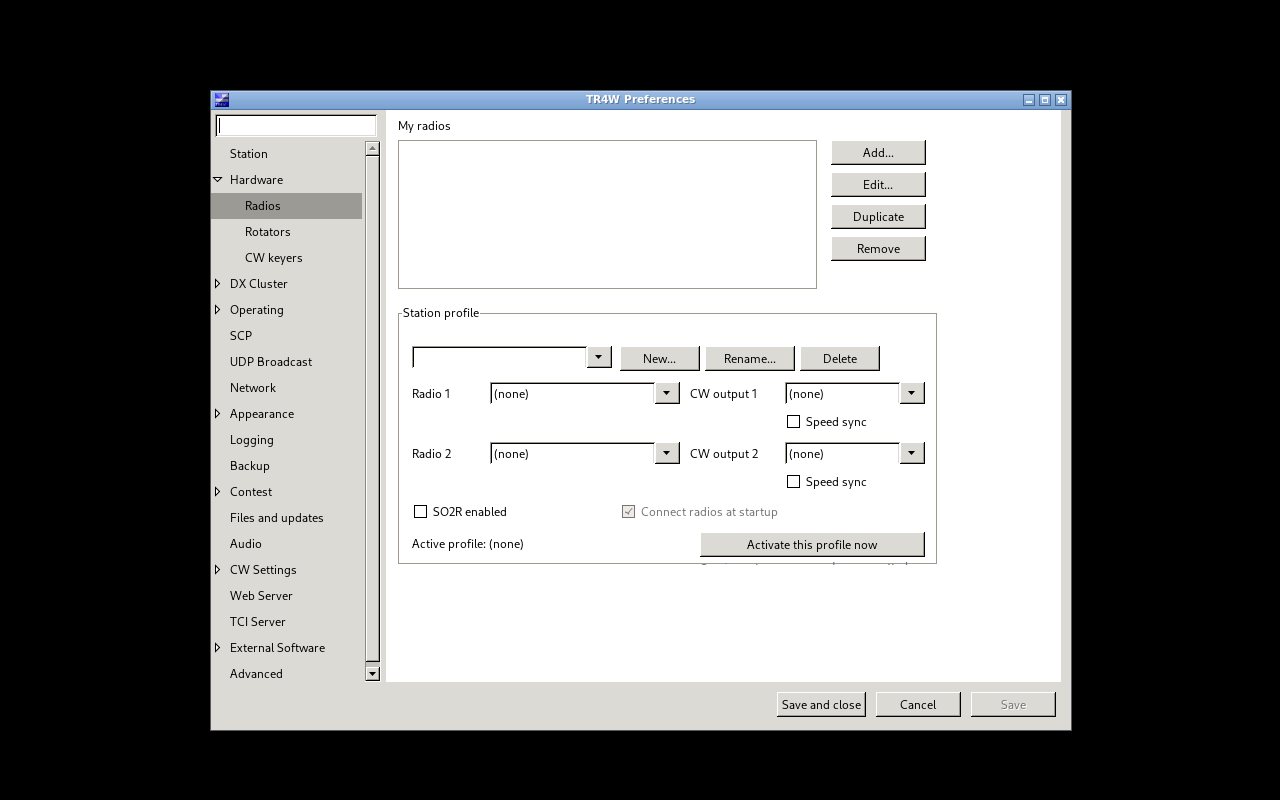 TR4W Preferences
My radios
Station
Add...
Hardware
Edit...
Radios
Duplicate
Rotators
Remove
CW keyers
DX Cluster
Operating
Station profile
SCP
UDP Broadcast
New... Rename... Delete
Network
Radio 1 (none) CW output 1 (none)
Appearance
Speed sync
Logging
Radio 2 (none) CW output 2 (none)
Backup
Speed sync
Contest
SO2R enabled Connect radios at startup
Files and updates
Audio
Active profile: (none) Activate this profile now
CW Settings
Web Server
TCI Server
External Software
Advanced
Save and close Cancel Save